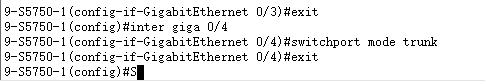 9-S5750-1(config-if-GigabitEthernet 0/3)#exit
9-S5750-1(config)#inter giga 0/4
9-S5750-1(config-if-GigabitEthernet 0/4)#switchport mode trunk
9-S5750-1(config-if-GigabitEthernet 0/4)#exit
9-S5750-1(config)#S